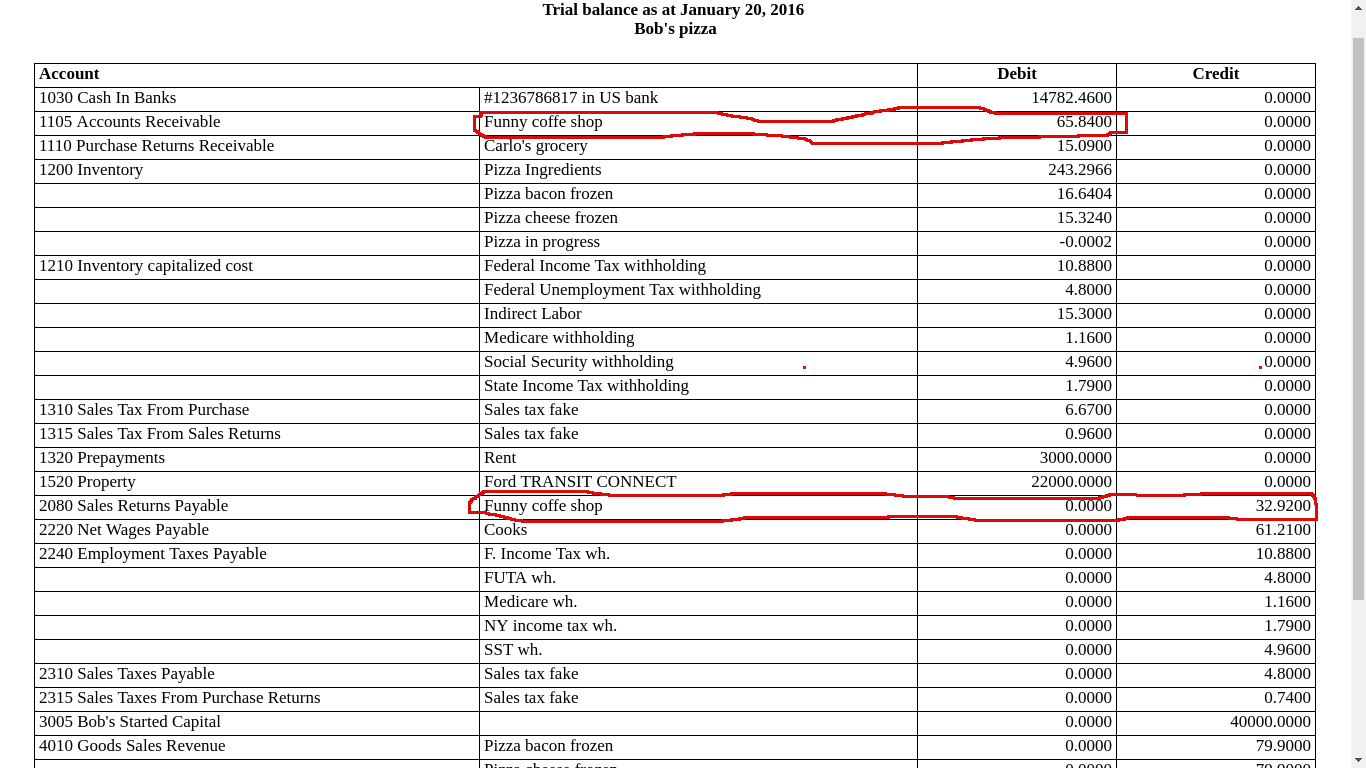 Trial balance as at January 20, 2016
Bob's pizza
Account Debit Credit
1030 Cash In Banks #1236786817 in US bank 14782.4600 0.0000
1105 Accounts Receivable Funny coffe shop 65.8400 0.0000
1110 Purchase Returns Receivable Carlo's grocery 15.0900 0.0000
1200 Inventory Pizza Ingredients 243.2966 0.0000
Pizza bacon frozen 16.6404 0.0000
Pizza cheese frozen 15.3240 0.0000
Pizza in progress -0.0002 0.0000
1210 Inventory capitalized cost Federal Income Tax withholding 10.8800 0.0000
Federal Unemployment Tax withholding 4.8000 0.0000
Indirect Labor 15.3000 0.0000
Medicare withholding 1.1600 0.0000
Social Security withholding 4.9600 0.0000
State Income Tax withholding 1.7900 0.0000
1310 Sales Tax From Purchase Sales tax fake 6.6700 0.0000
1315 Sales Tax From Sales Returns Sales tax fake 0.9600 0.0000
1320 Prepayments Rent 3000.0000 0.0000
1520 Property Ford TRANSIT CONNECT 22000.0000 0.0000
2080 Sales Returns Payable Funny coffe shop 0.0000 32.9200
2220 Net Wages Payable Cooks 0.0000 61.2100
2240 Employment Taxes Payable F. Income Tax wh. 0.0000 10.8800
FUTA wh. 0.0000 4.8000
Medicare wh. 0.0000 1.1600
NY income tax wh. 0.0000 1.7900
SST wh. 0.0000 4.9600
2310 Sales Taxes Payable Sales tax fake 0.0000 4.8000
2315 Sales Taxes From Purchase Returns Sales tax fake 0.0000 0.7400
3005 Bob's Started Capital 0.0000 40000.0000
4010 Goods Sales Revenue Pizza bacon frozen 0.0000 79.9000